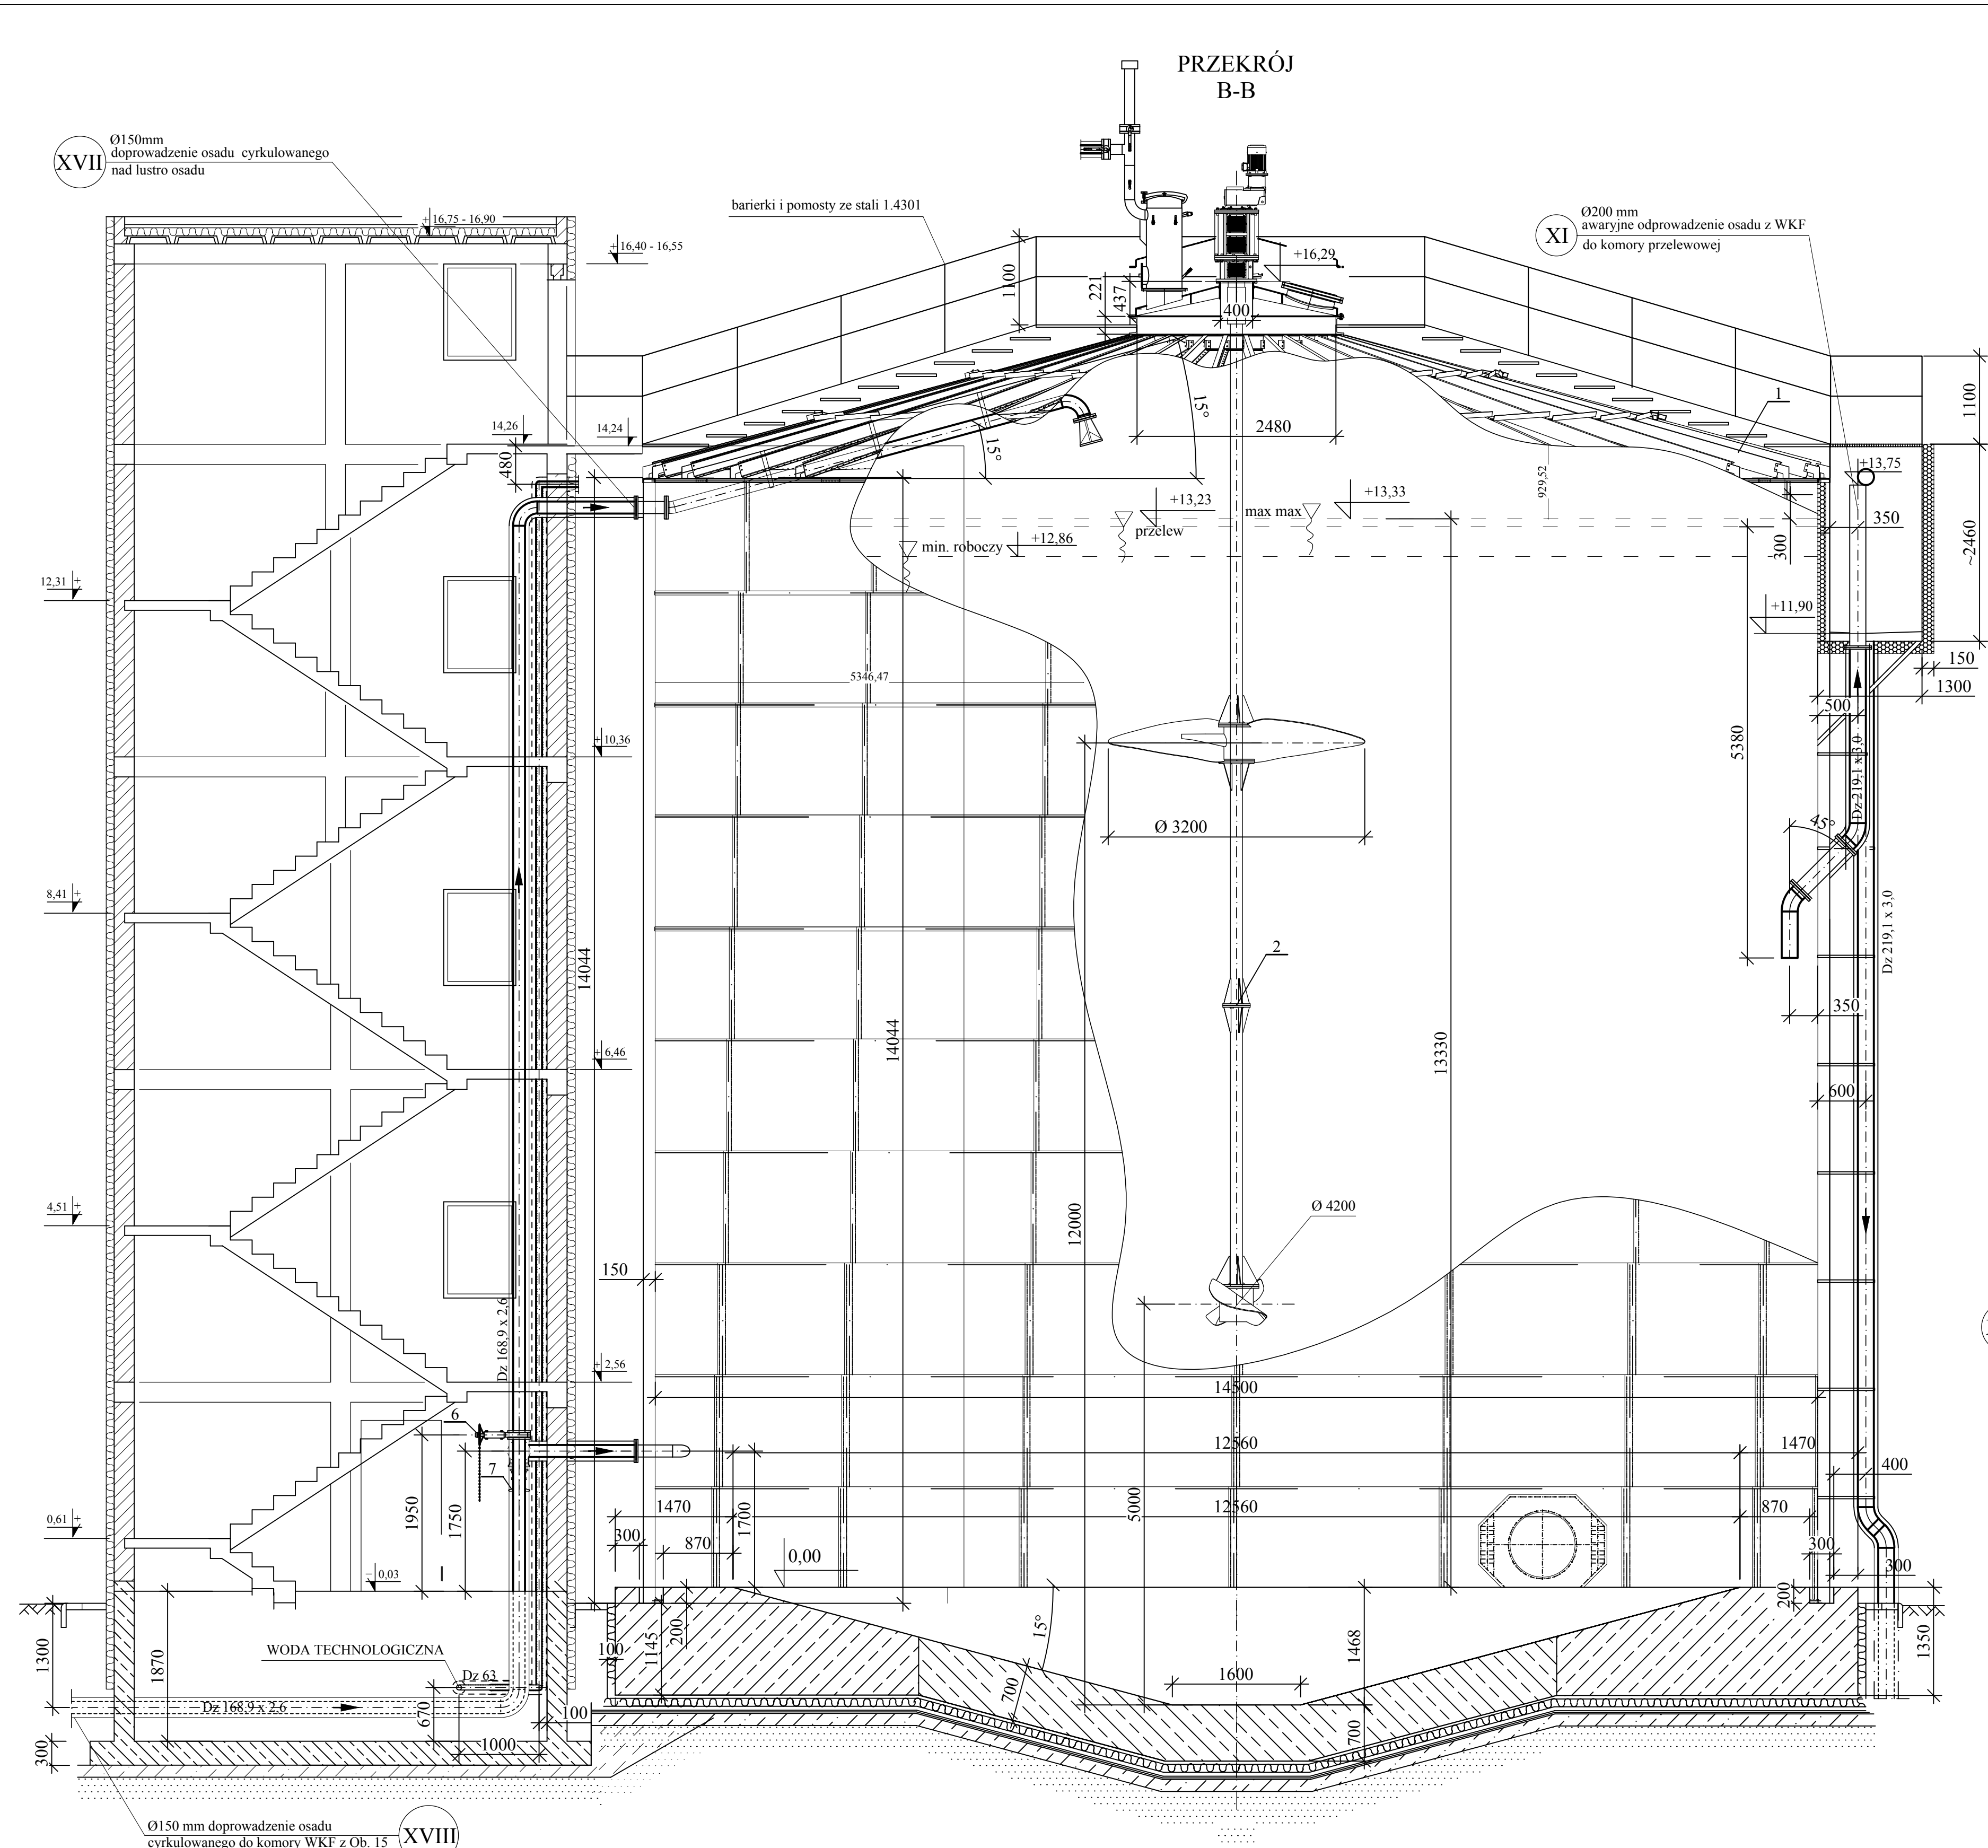 PRZEKRÓJ
B-B
XVII
Ø150mm
doprowadzenie osadu cyrkulowanego
nad lustro osadu
barierki i pomosty ze stali 1.4301
XI
Ø200 mm
awaryjne odprowadzenie osadu z WKF
do komory przelewowej
+ 16,75 - 16,90
+ 16,40 - 16,55
1100
221
437
+16,29
400
15°
2480
15°
1
1100
14,26
14,24
480
929,52
+13,75
+13,23
przelew
max max
+13,33
min. roboczy
+12,86
350
300
~2460
12,31 +
+11,90
150
1300
500
5346,47
+ 10,36
5380
Dz 219,1 x 3,0
Ø 3200
45°
8,41 +
Dz 219,1 x 3,0
14044
2
350
14044
13330
+ 6,46
600
4,51 +
12000
Ø 4200
150
Dz 168,9 x 2,6
+ 2,56
14500
6
12560
1470
7
400
1950
1750
1470
1700
5000
12560
870
0,61 +
300
870
0,00
300
300
- 0,03
200
1300
1870
WODA TECHNOLOGICZNA
100
1145
200
15°
1468
1350
Dz 63
1600
700
Dz 168,9 x 2,6
670
100
700
300
1000
Ø150 mm doprowadzenie osadu
cyrkulowanego do komory WKF z Ob. 15
XVIII